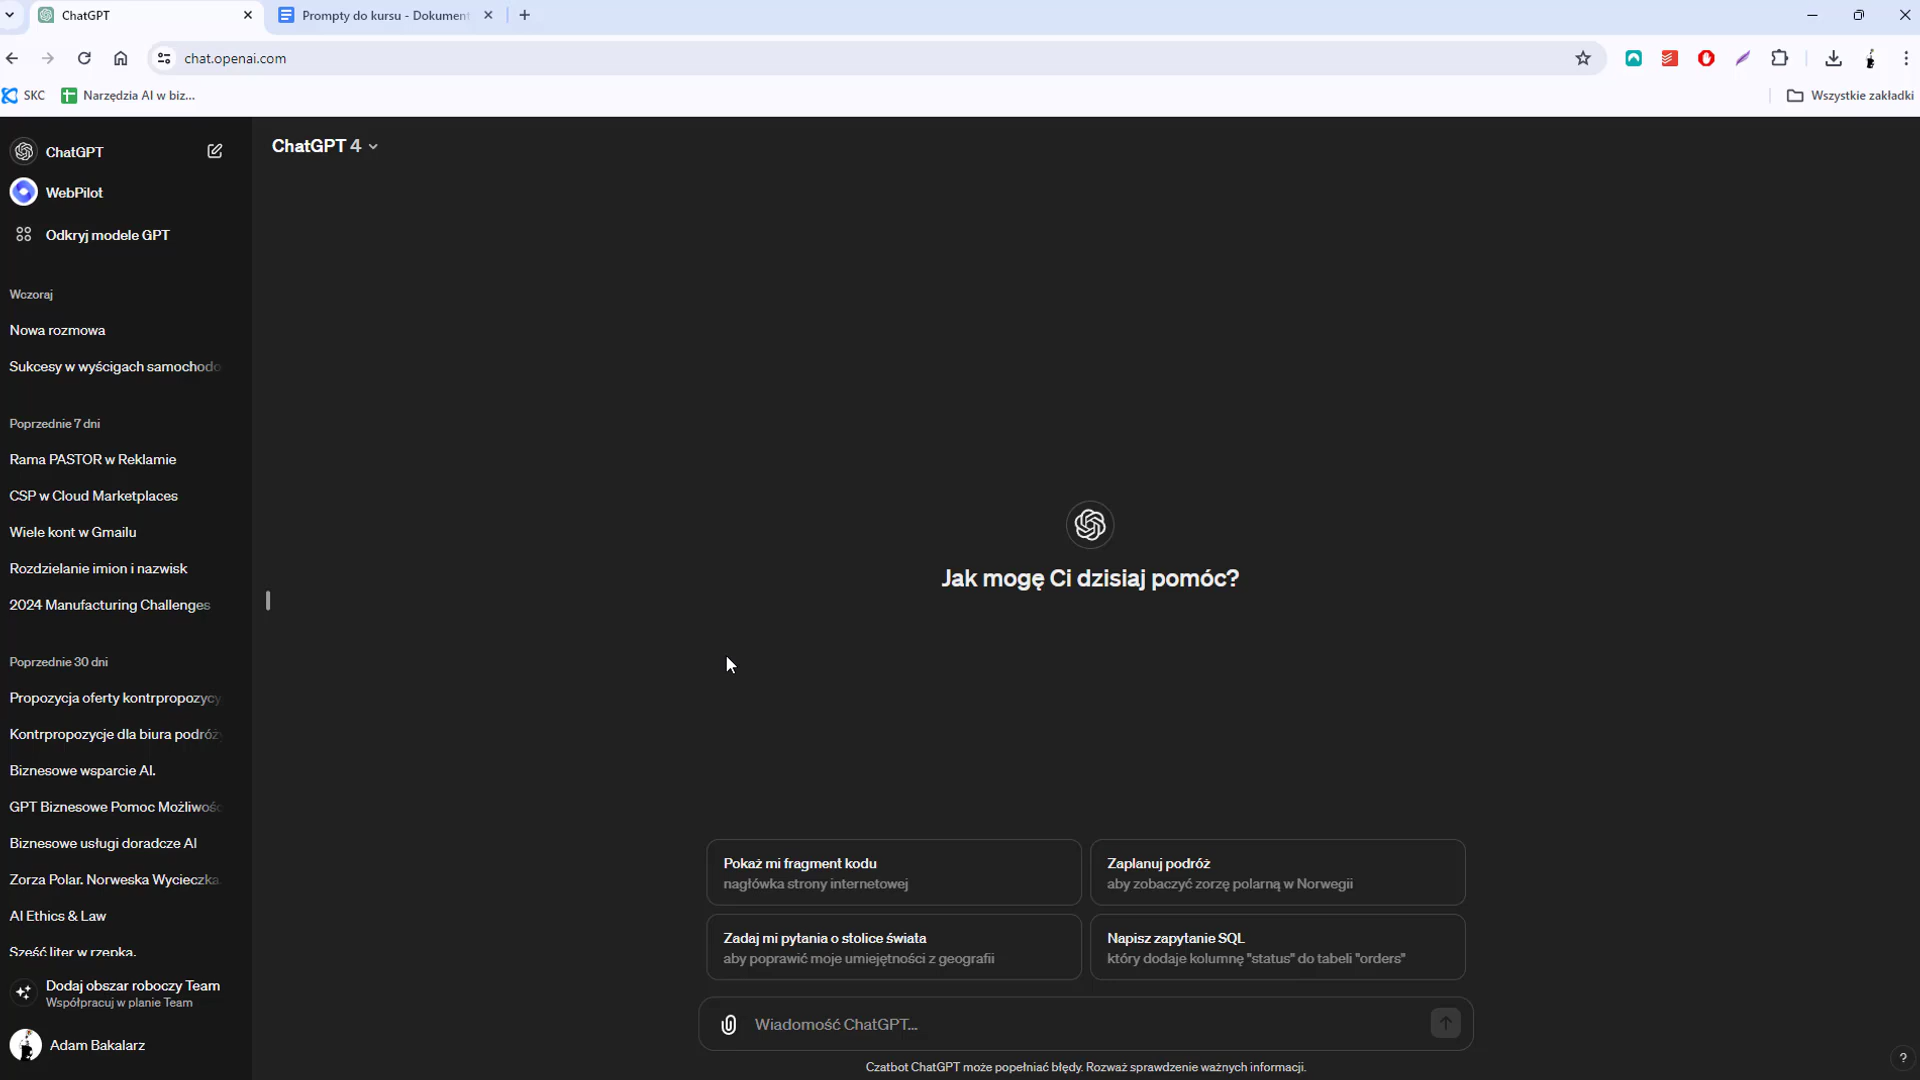 ChatGPT
Prompty do kursu - Dokument
chat.openai.com
SKC
Narzędzia AI w biz...
Wszystkie zakładki
ChatGPT
WebPilot
Odkryj modele GPT
Wczoraj
Nowa rozmowa
Sukcesy w wyścigach samochodo
Poprzednie 7 dni
Rama PASTOR w Reklamie
CSP w Cloud Marketplaces
Wiele kont w Gmailu
Rozdzielanie imion i nazwisk
2024 Manufacturing Challenges
Poprzednie 30 dni
Propozycja oferty kontrpropozycy
Kontrpropozycje dla biura podróż
Biznesowe wsparcie AI.
GPT Biznesowe Pomoc Możliwość
Biznesowe usługi doradcze AI
Zorza Polar. Norweska Wycieczka.
AI Ethics & Law
Sześć liter w rzepka.
Dodaj obszar roboczy Team
Współpracuj w planie Team
Adam Bakalarz
ChatGPT 4
Jak mogę Ci dzisiaj pomóc?
Pokaż mi fragment kodu
nagłówka strony internetowej
Zaplanuj podróż
aby zobaczyć zorzę polarną w Norwegii
Zadaj mi pytania o stolice świata
aby poprawić moje umiejętności z geografii
Napisz zapytanie SQL
który dodaje kolumnę "status" do tabeli "orders"
Wiadomość ChatGPT...
Czatbot ChatGPT może popełniać błędy. Rozważ sprawdzenie ważnych informacji.
?